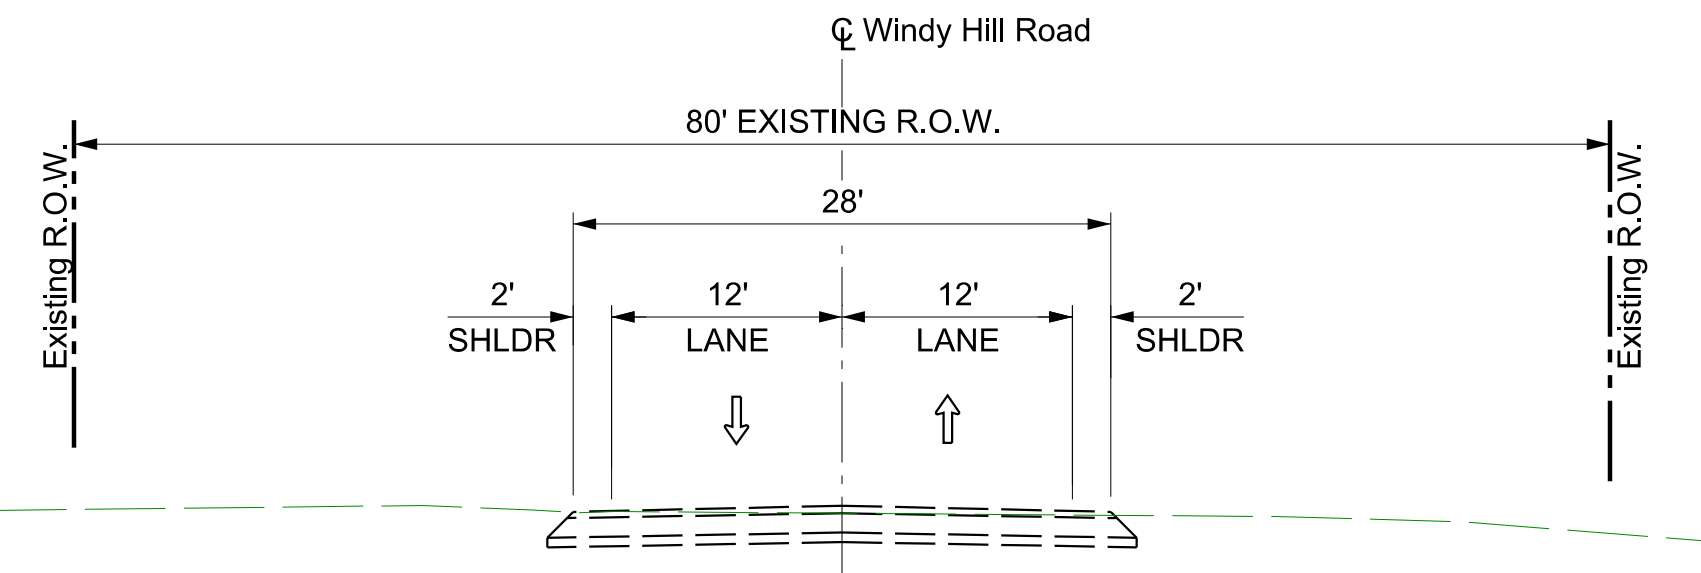 ℄ Windy Hill Road
80' EXISTING R.O.W.
Existing R.O.W.
Existing R.O.W.
28'
2'
12'
12'
2'
SHLDR
LANE
LANE
SHLDR